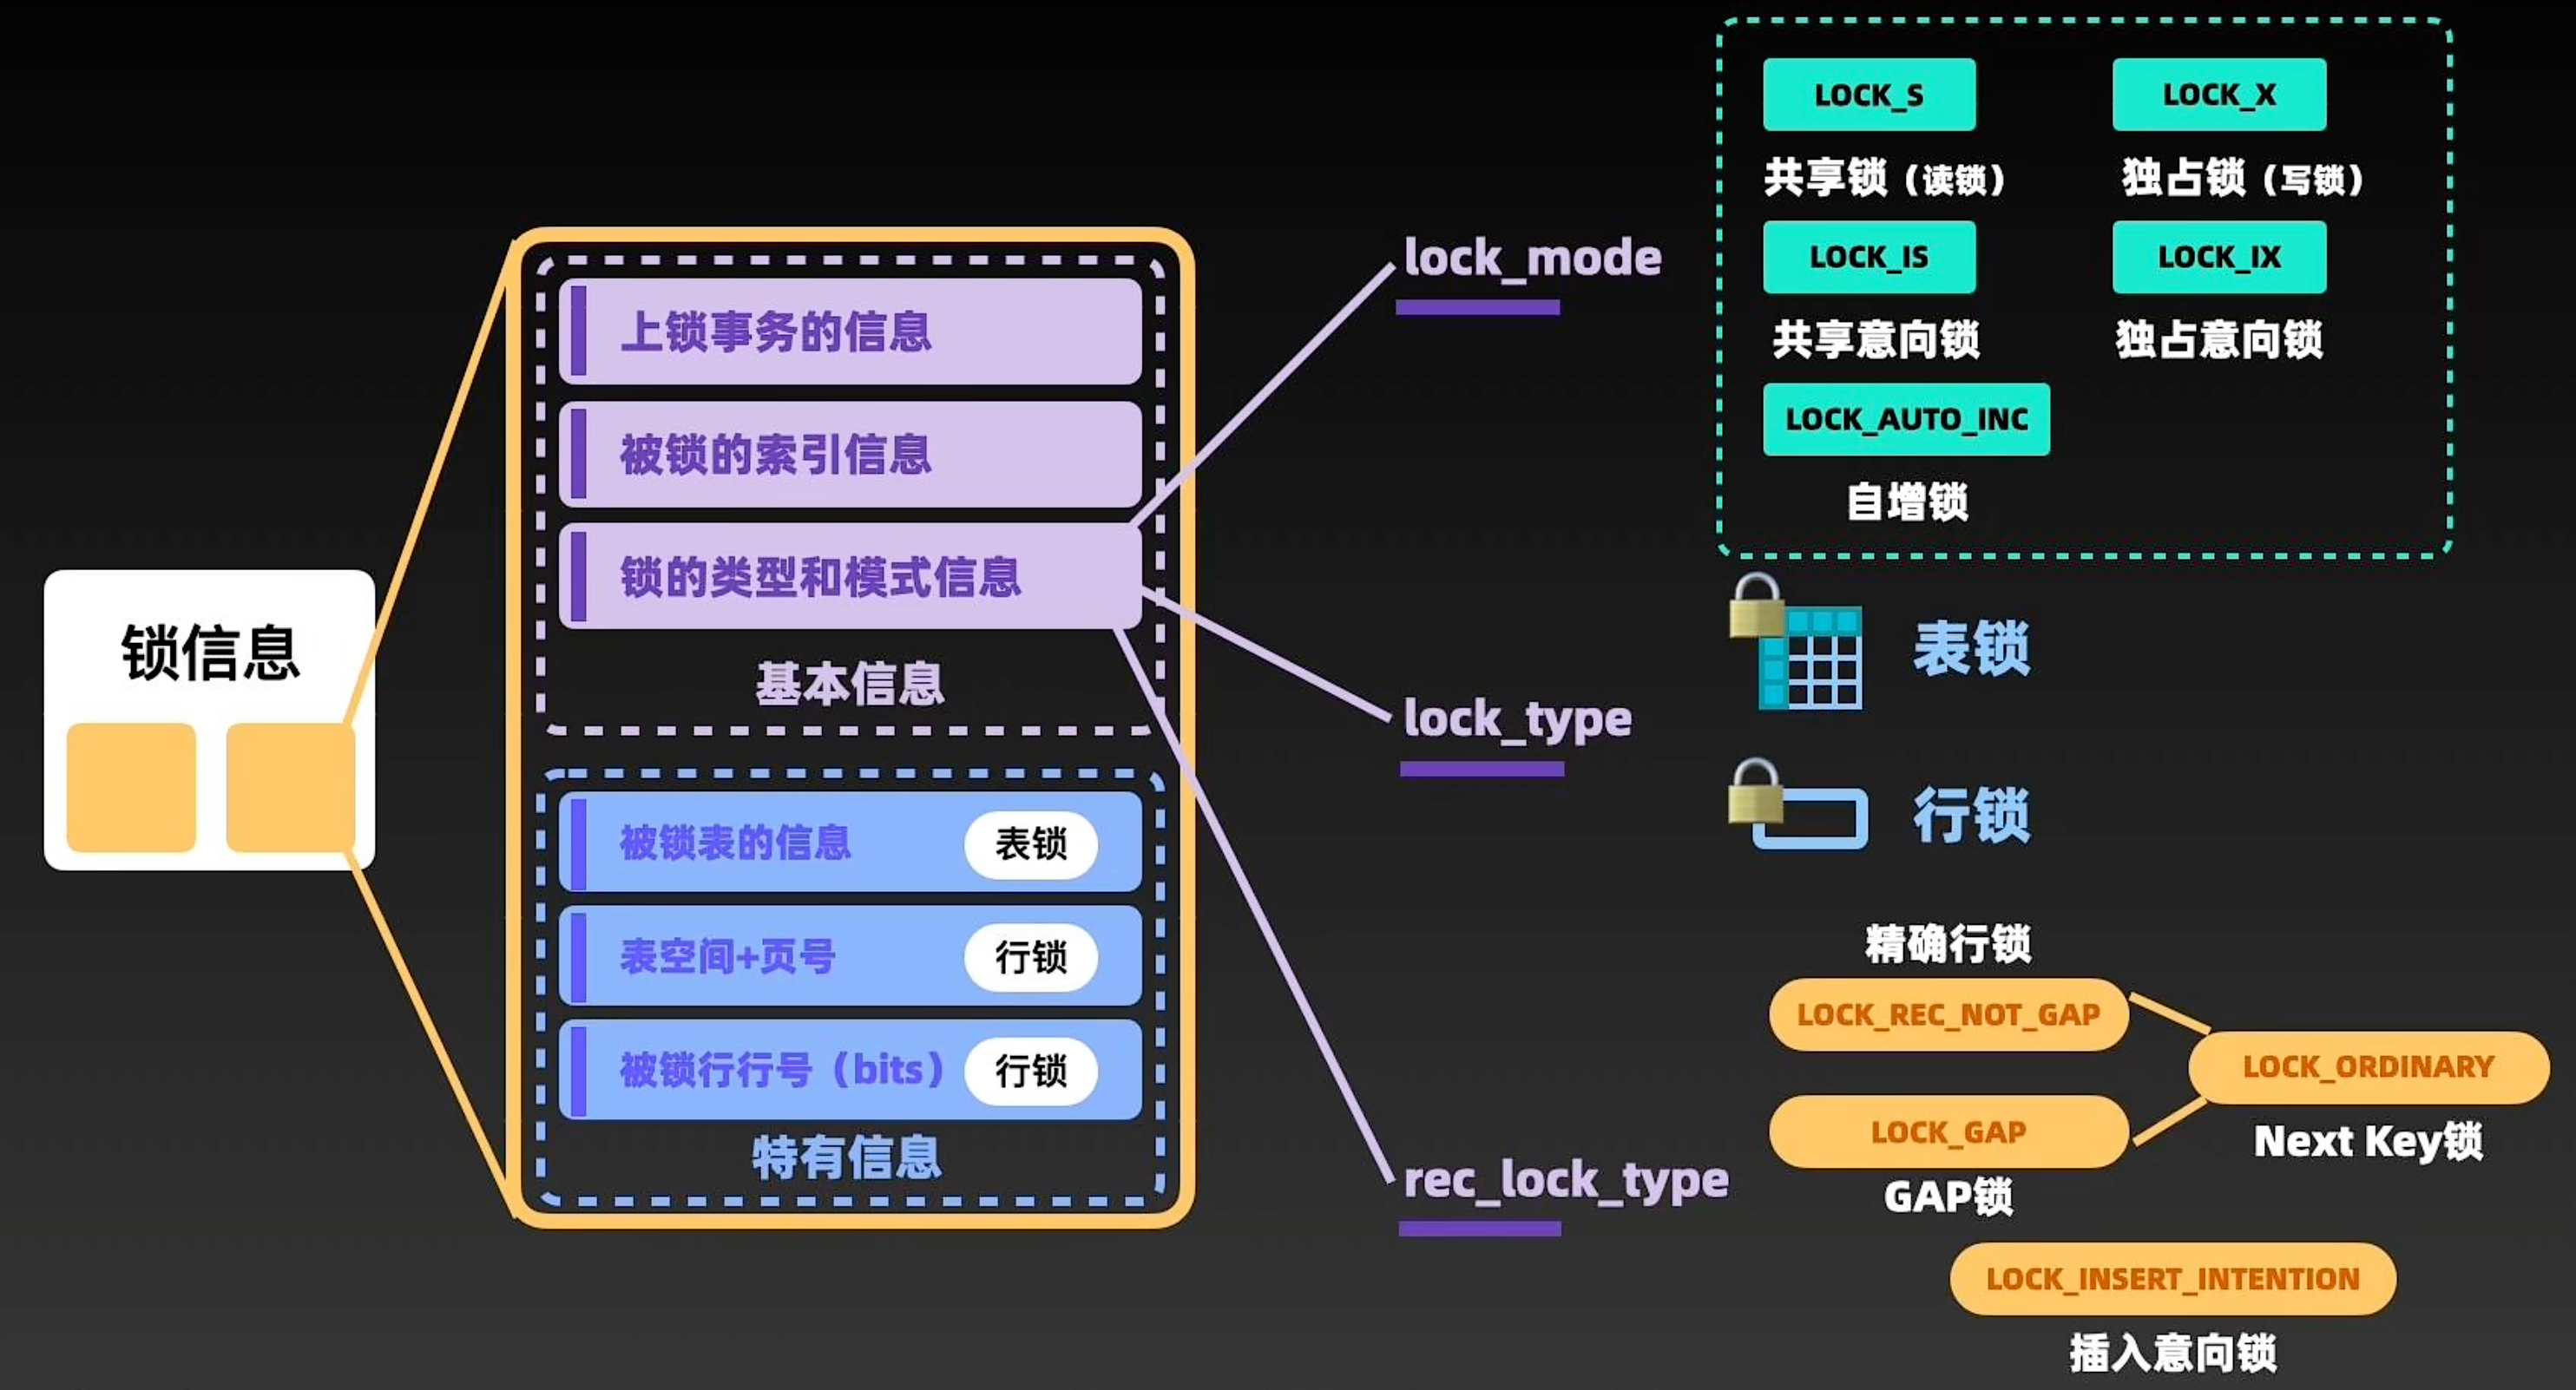 锁信息
上锁事务的信息
被锁的索引信息
锁的类型和模式信息
基本信息
被锁表的信息 表锁
表空间+页号 行锁
被锁行行号（bits） 行锁
特有信息
lock_mode
LOCK_S LOCK_X
共享锁（读锁） 独占锁（写锁）
LOCK_IS LOCK_IX
共享意向锁 独占意向锁
LOCK_AUTO_INC
自增锁
lock_type
表锁
行锁
rec_lock_type
精确行锁
LOCK_REC_NOT_GAP
LOCK_ORDINARY
Next Key锁
LOCK_GAP
GAP锁
LOCK_INSERT_INTENTION
插入意向锁